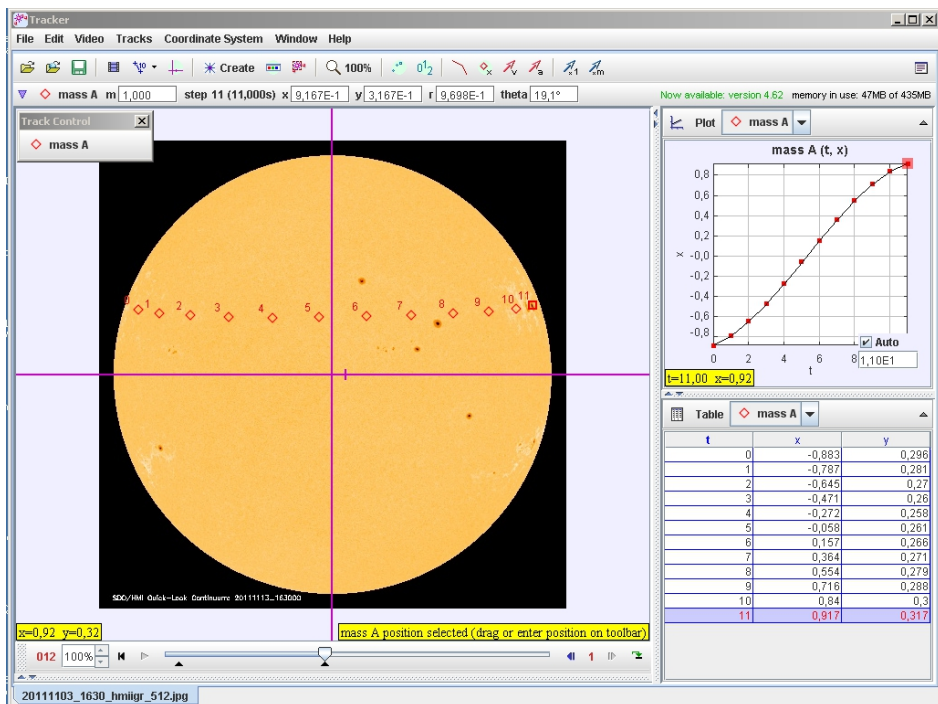 Tracker
File Edit Video Tracks Coordinate System Window Help
Create 100%
mass A m 1,000 step 11 (11,000s) x 9,167E-1 y 3,167E-1 r 9,698E-1 theta 19,1°
Now available: version 4.62 memory in use: 47MB of 435MB
Track Control
mass A
0 1 2 3 4 5 6 7 8 9 10 11
SDO/HMI Quick-Look Continuum: 20111113_163000
x=0,92 y=0,32
mass A position selected (drag or enter position on toolbar)
012 100% 1
20111103_1630_hmiigr_512.jpg
Plot mass A
mass A (t, x)
0,8
0,6
0,4
0,2
-0,0
-0,2
-0,4
-0,6
-0,8
x
0 2 4 6 8
t
Auto
1,10E1
t=11,00 x=0,92
Table mass A
t x y
0 -0,883 0,296
1 -0,787 0,281
2 -0,645 0,27
3 -0,471 0,26
4 -0,272 0,258
5 -0,058 0,261
6 0,157 0,266
7 0,364 0,271
8 0,554 0,279
9 0,716 0,288
10 0,84 0,3
11 0,917 0,317